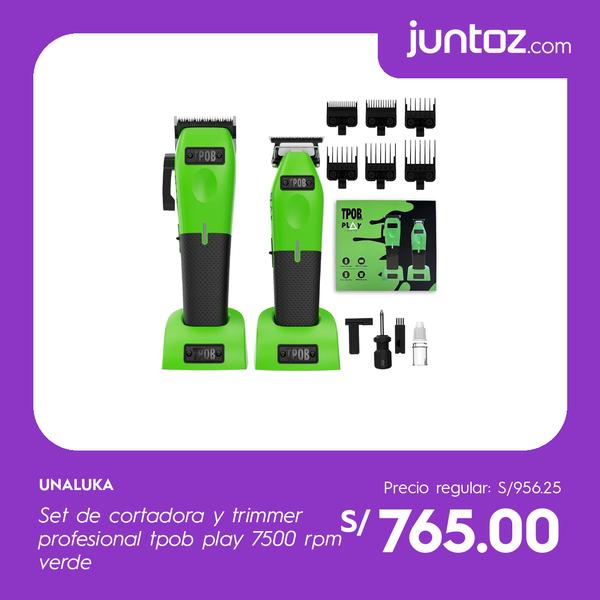 juntoz.com
TPOB
TPOB
TPOB
PLAY
TPOB
TPOB
UNALUKA
Set de cortadora y trimmer
profesional tpob play 7500 rpm
verde
Precio regular: S/956.25
S/ 765.00